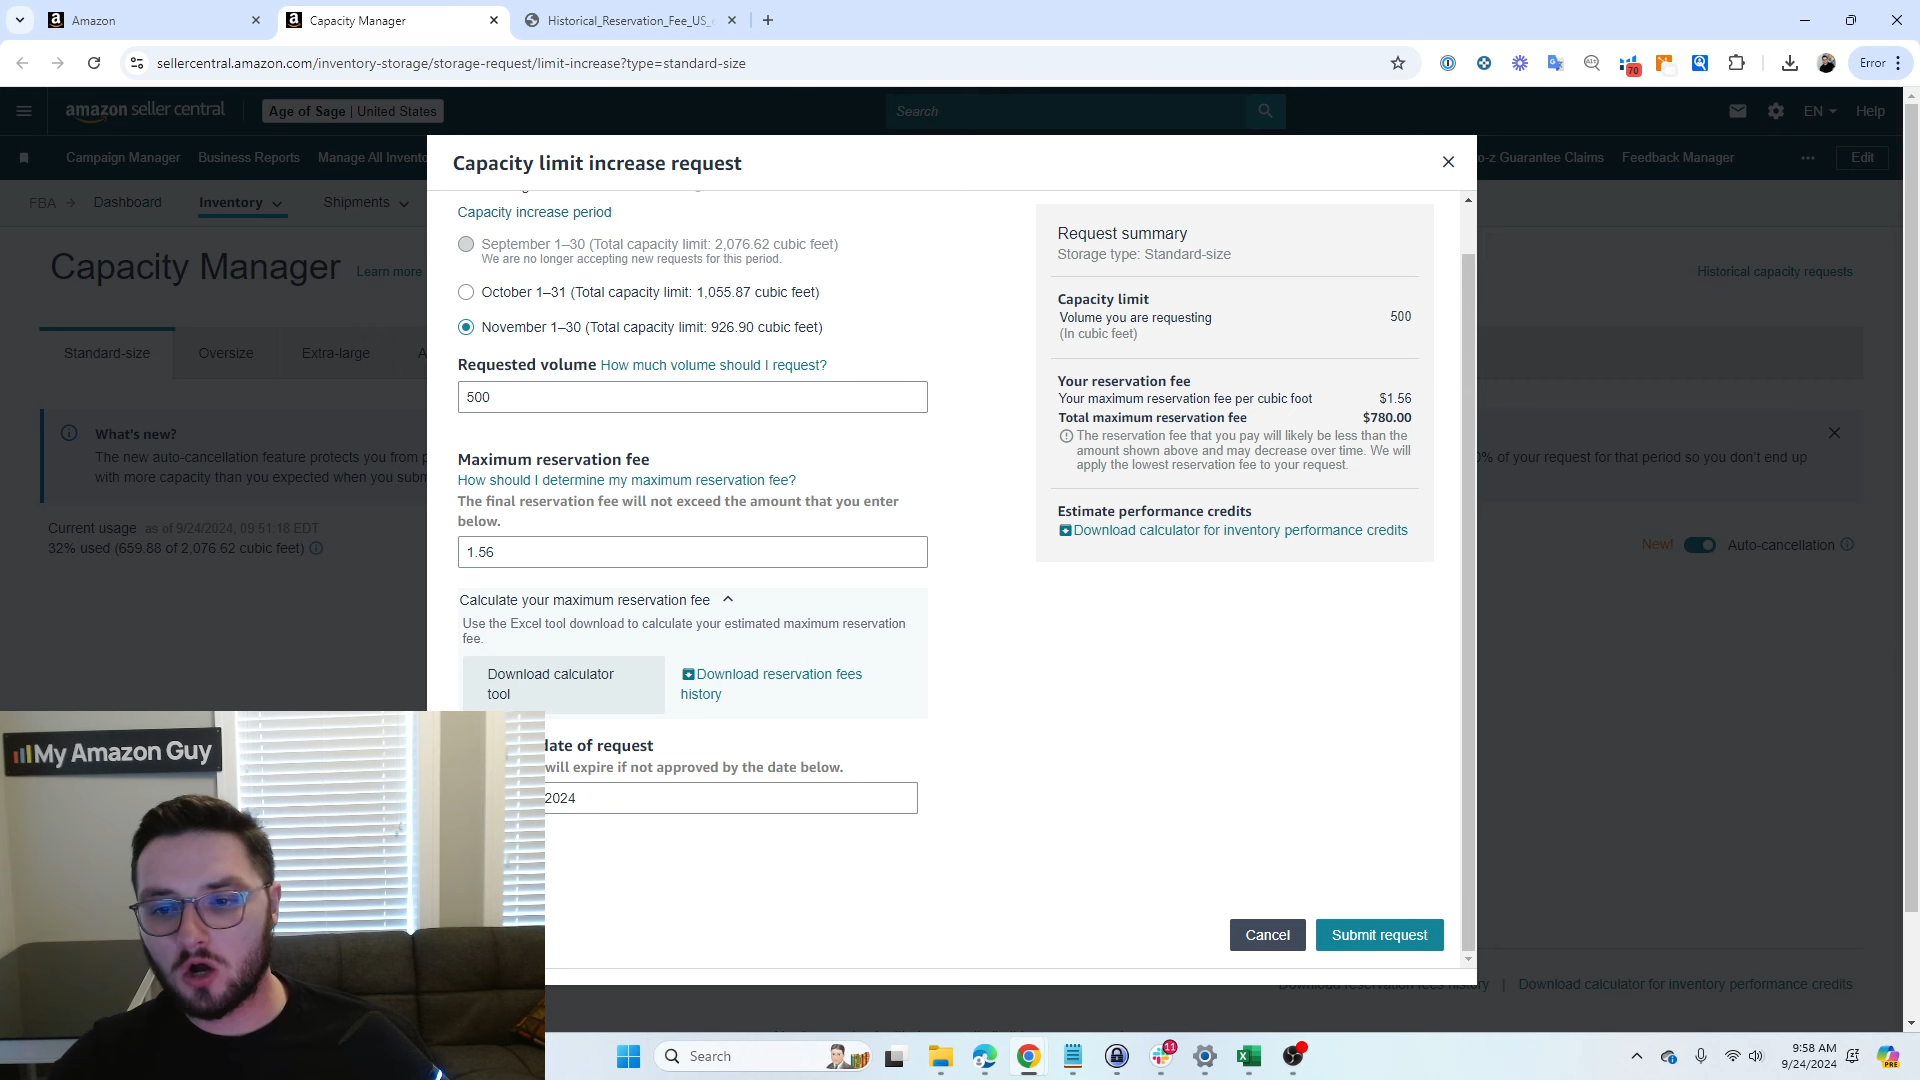 Amazon
Capacity Manager
Historical_Reservation_Fee_US_
sellercentral.amazon.com/inventory-storage/storage-request/limit-increase?type=standard-size
70
Error
amazon seller central
Age of Sage | United States
Search
EN
Help
Campaign Manager
Business Reports
Manage All Invento
o-z Guarantee Claims
Feedback Manager
Edit
FBA
Dashboard
Inventory
Shipments
Capacity Manager
Learn more
Historical capacity requests
Standard-size
Oversize
Extra-large
A
What's new?
The new auto-cancellation feature protects you from p
with more capacity than you expected when you subm
0% of your request for that period so you don't end up
Current usage as of 9/24/2024, 09:51:18 EDT
32% used (659.88 of 2,076.62 cubic feet)
New!
Auto-cancellation
Capacity limit increase request
Capacity increase period
September 1–30 (Total capacity limit: 2,076.62 cubic feet)
We are no longer accepting new requests for this period.
October 1–31 (Total capacity limit: 1,055.87 cubic feet)
November 1–30 (Total capacity limit: 926.90 cubic feet)
Requested volume How much volume should I request?
500
Maximum reservation fee
How should I determine my maximum reservation fee?
The final reservation fee will not exceed the amount that you enter
below.
1.56
Calculate your maximum reservation fee
Use the Excel tool download to calculate your estimated maximum reservation
fee.
Download calculator
tool
Download reservation fees
history
date of request
will expire if not approved by the date below.
2024
Request summary
Storage type: Standard-size
Capacity limit
Volume you are requesting
500
(In cubic feet)
Your reservation fee
Your maximum reservation fee per cubic foot
$1.56
Total maximum reservation fee
$780.00
The reservation fee that you pay will likely be less than the
amount shown above and may decrease over time. We will
apply the lowest reservation fee to your request.
Estimate performance credits
Download calculator for inventory performance credits
Cancel
Submit request
Download reservation fees history | Download calculator for inventory performance credits
My Amazon Guy
Search
11
9:58 AM
9/24/2024
PRE